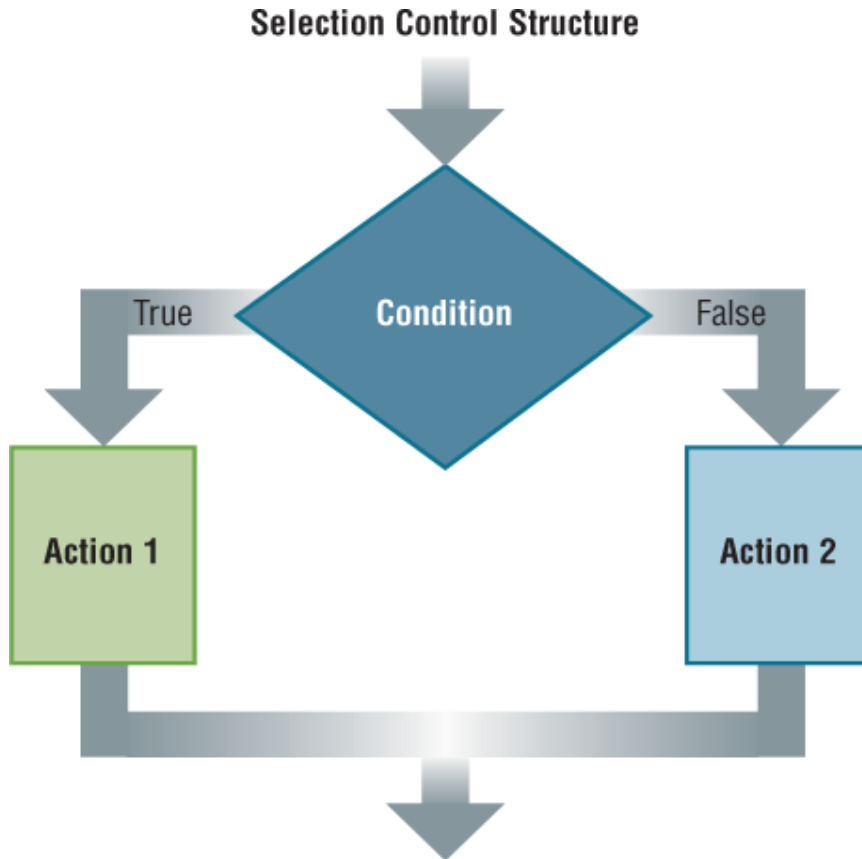 Selection Control Structure
True
Condition
False
Action 1
Action 2